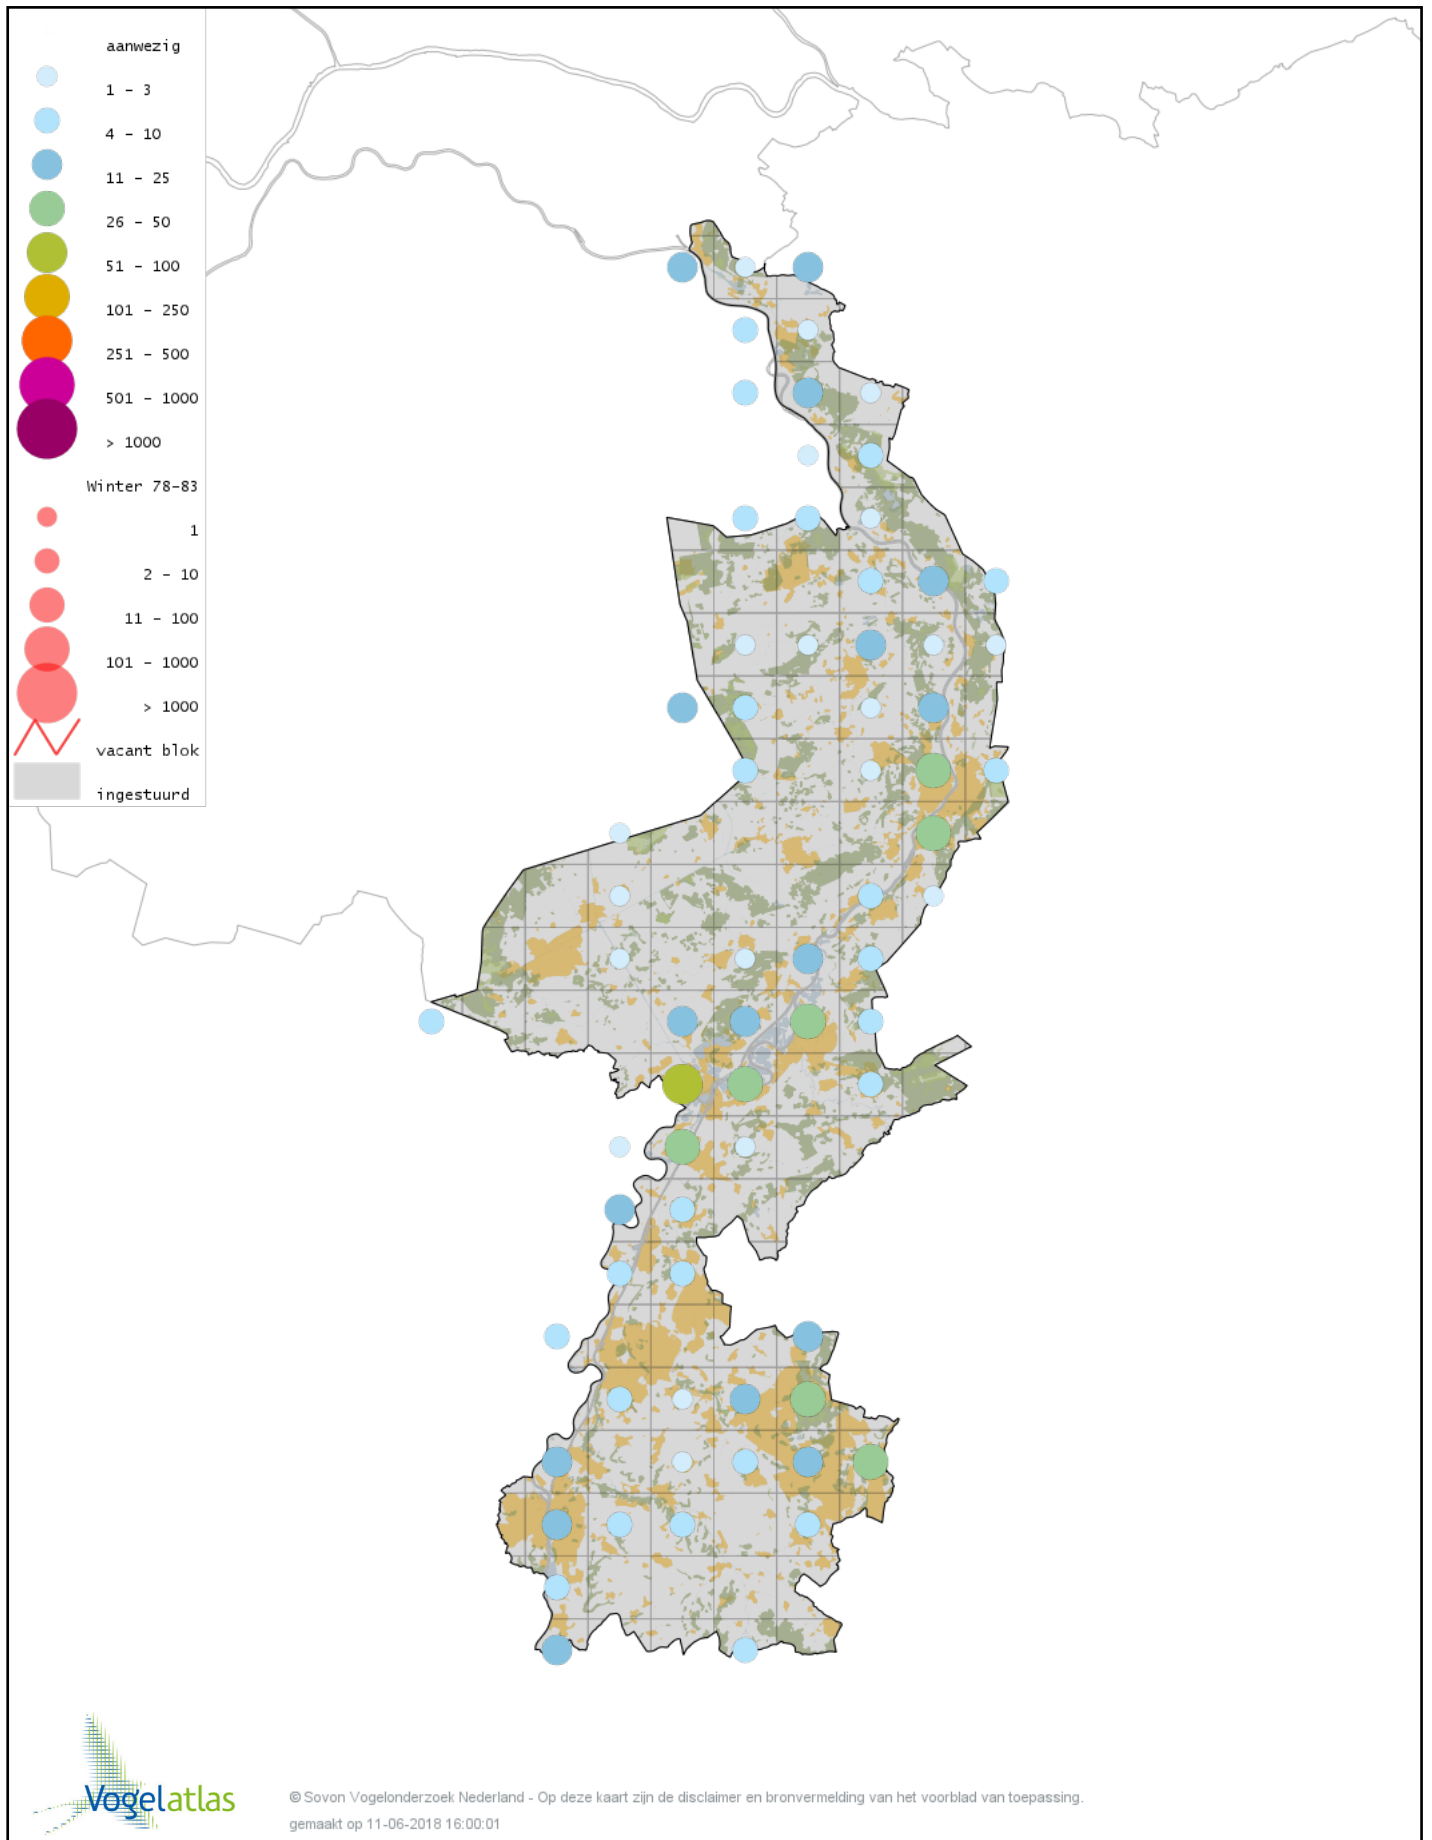 aanwezig
1 - 3
4 - 10
11 - 25
26 - 50
51 - 100
101 - 250
251 - 500
501 - 1000
> 1000
Winter 78-83
1
2 - 10
11 - 100
101 - 1000
> 1000
vacant blok
ingestuurd
Vogelatlas
© Sovon Vogelonderzoek Nederland - Op deze kaart zijn de disclaimer en bronvermelding van het voorblad van toepassing.
gemaakt op 11-06-2018 16:00:01